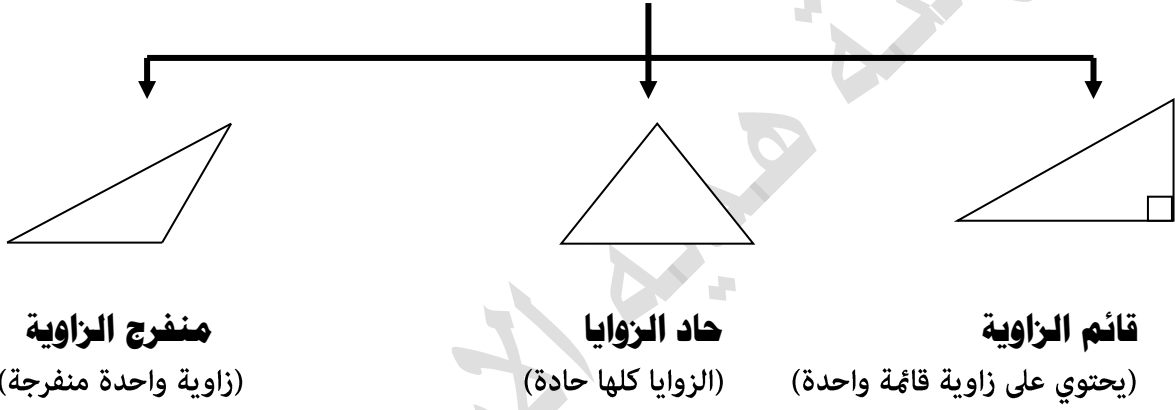 قائم الزاوية
(يحتوي على زاوية قائمة واحدة)
حاد الزوايا
(الزوايا كلها حادة)
منفرج الزاوية
(زاوية واحدة منفرجة)